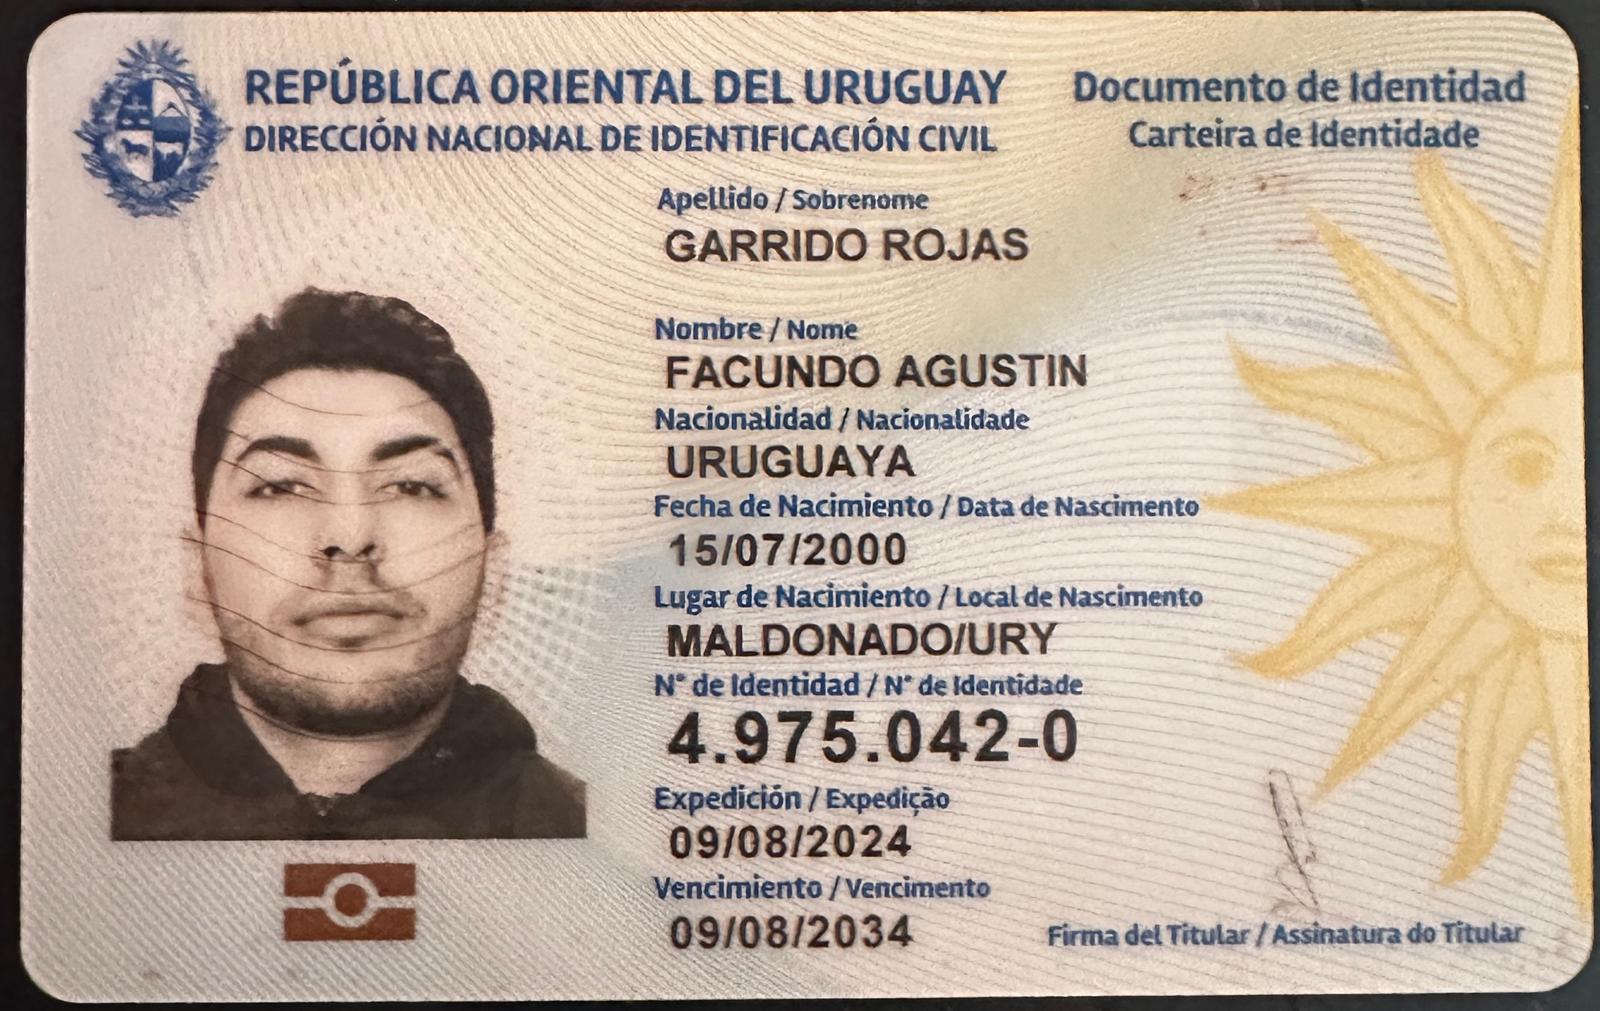 REPÚBLICA ORIENTAL DEL URUGUAY
DIRECCIÓN NACIONAL DE IDENTIFICACIÓN CIVIL
Documento de Identidad
Carteira de Identidade
Apellido / Sobrenome
GARRIDO ROJAS
Nombre / Nome
FACUNDO AGUSTIN
Nacionalidad / Nacionalidade
URUGUAYA
Fecha de Nacimiento / Data de Nascimento
15/07/2000
Lugar de Nacimiento / Local de Nascimento
MALDONADO/URY
N° de Identidad / N° de Identidade
4.975.042-0
Expedición / Expedição
09/08/2024
Vencimiento / Vencimento
09/08/2034
Firma del Titular / Assinatura do Titular